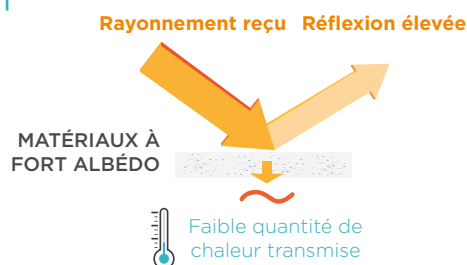 Rayonnement reçu Réflexion élevée
MATÉRIAUX À
FORT ALBÉDO
Faible quantité de
chaleur transmise